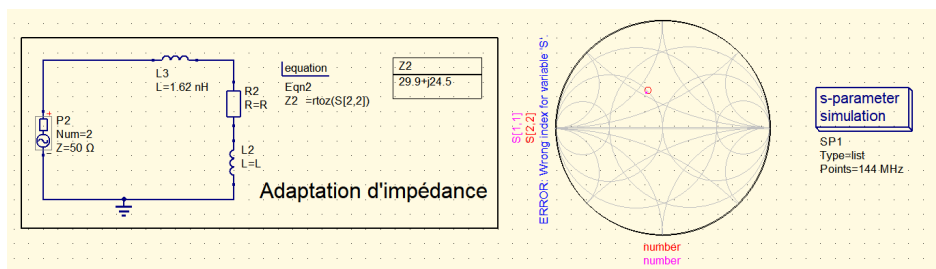 L3
L=1.62 nH
R2
R=R
P2
Num=2
Z=50 Ω
L2
L=L
equation
Eqn2
Z2 =rtoz(S[2,2])
Z2
29.9+j24.5
Adaptation d'impédance
ERROR: Wrong index for variable 'S'.
S[1,1]
S[2,2]
number
number
s-parameter
simulation
SP1
Type=list
Points=144 MHz